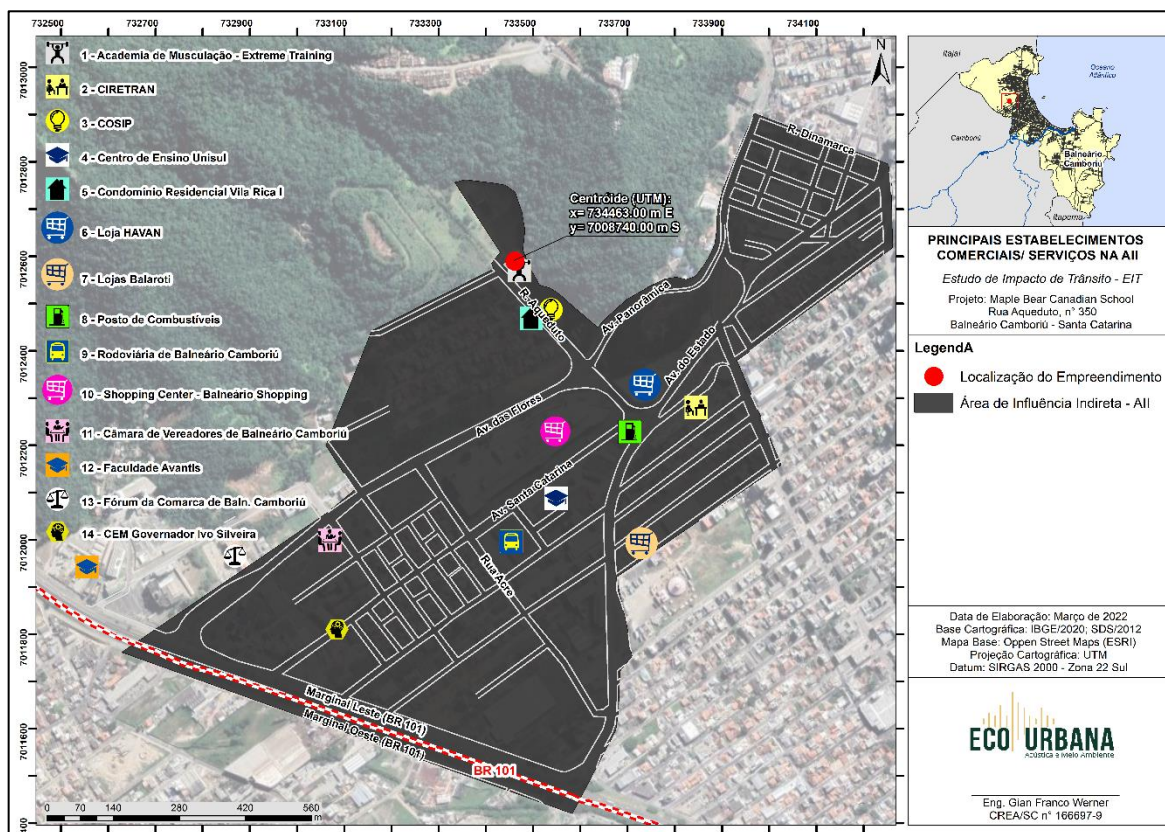 732500 732700 732900 733100 733300 733500 733700 733900 734100
7013000
7012800
7012600
7012400
7012200
7012000
7011800
7011600
400
1 - Academia de Musculação - Extreme Training
2 - CIRETRAN
3 - COSIP
4 - Centro de Ensino Unisul
5 - Condomínio Residencial Vila Rica I
6 - Loja HAVAN
7 - Lojas Balaroti
8 - Posto de Combustíveis
9 - Rodoviária de Balneário Camboriú
10 - Shopping Center - Balneário Shopping
11 - Câmara de Vereadores de Balneário Camboriú
12 - Faculdade Avantis
13 - Fórum da Comarca de Baln. Camboriú
14 - CEM Governador Ivo Silveira
N
R. Dinamarca
Centróide (UTM):
x= 734463.00 m E
y= 7008740.00 m S
R. Aqueduto
Av. Panorâmica
Av. do Estado
Av. das Flores
Av. Santa Catarina
Rua Acre
Marginal Leste (BR 101)
Marginal Oeste (BR 101)
BR 101
0 70 140 280 420 560
m
Itajaí
Oceano
Atlântico
Camboriú
Balneário
Camboriú
Itapema
PRINCIPAIS ESTABELECIMENTOS
COMERCIAIS/ SERVIÇOS NA AII
Estudo de Impacto de Trânsito - EIT
Projeto: Maple Bear Canadian School
Rua Aqueduto, n° 350
Balneário Camboriú - Santa Catarina
LegendA
Localização do Empreendimento
Área de Influência Indireta - AII
Data de Elaboração: Março de 2022
Base Cartográfica: IBGE/2020; SDS/2012
Mapa Base: Oppen Street Maps (ESRI)
Projeção Cartográfica: UTM
Datum: SIRGAS 2000 - Zona 22 Sul
ECO URBANA
Acústica e Meio Ambiente
Eng. Gian Franco Werner
CREA/SC n° 166697-9